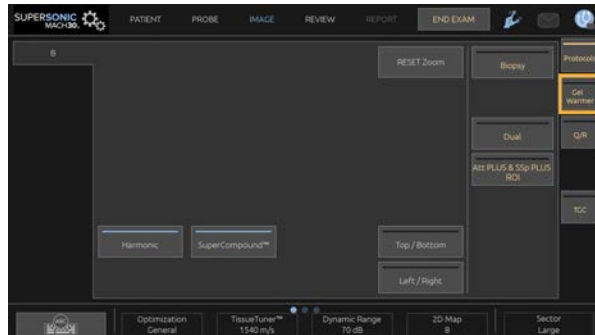 SUPERSONIC
MACH30.
PATIENT
PROBE
IMAGE
REVIEW
REPORT
END EXAM
B
RESET Zoom
Biopsy
Protocols
Gel
Warmer
Dual
Q/R
Att PLUS & SSp PLUS
ROI
TGC
Harmonic
SuperCompound™
Top / Bottom
Left / Right
Optimization
General
TissueTuner™
1540 m/s
Dynamic Range
70 dB
2D Map
8
Sector
Large